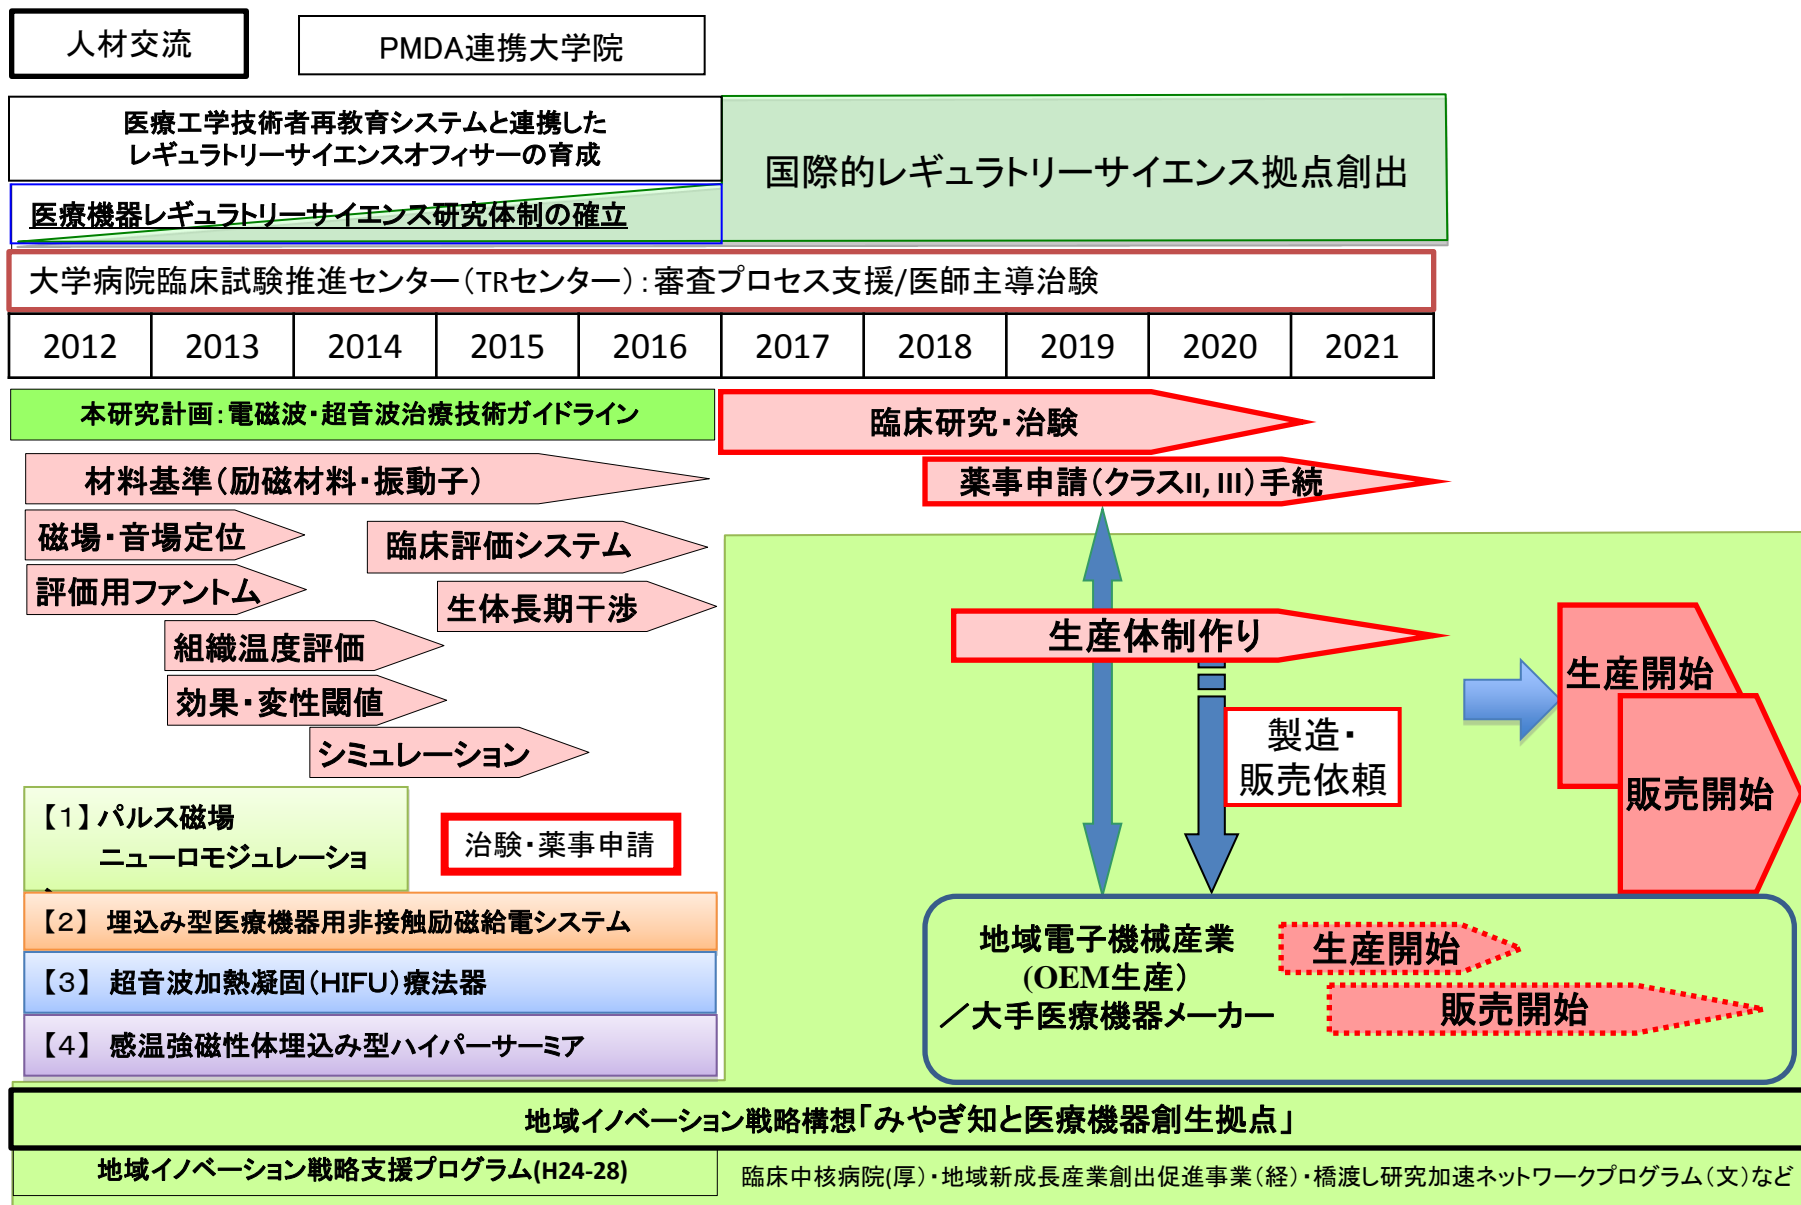 人材交流
PMDA連携大学院
医療工学技術者再教育システムと連携した
レギュラトリーサイエンスオフィサーの育成
国際的レギュラトリーサイエンス拠点創出
医療機器レギュラトリーサイエンス研究体制の確立
大学病院臨床試験推進センター(TRセンター):審査プロセス支援/医師主導治験
2012 2013 2014 2015 2016 2017 2018 2019 2020 2021
本研究計画:電磁波・超音波治療技術ガイドライン
臨床研究・治験
材料基準(励磁材料・振動子)
薬事申請(クラスII, III)手続
磁場・音場定位
臨床評価システム
評価用ファントム
生体長期干渉
組織温度評価
生産体制作り
効果・変性閾値
シミュレーション
製造・
販売依頼
生産開始
販売開始
【1】パルス磁場
ニューロモジュレーショ
治験・薬事申請
【2】 埋込み型医療機器用非接触励磁給電システム
【3】 超音波加熱凝固(HIFU)療法器
【4】 感温強磁性体埋込み型ハイパーサーミア
地域電子機械産業
(OEM生産)
/大手医療機器メーカー
生産開始
販売開始
地域イノベーション戦略構想「みやぎ知と医療機器創生拠点」
地域イノベーション戦略支援プログラム(H24-28)
臨床中核病院(厚)・地域新成長産業創出促進事業(経)・橋渡し研究加速ネットワークプログラム(文)など